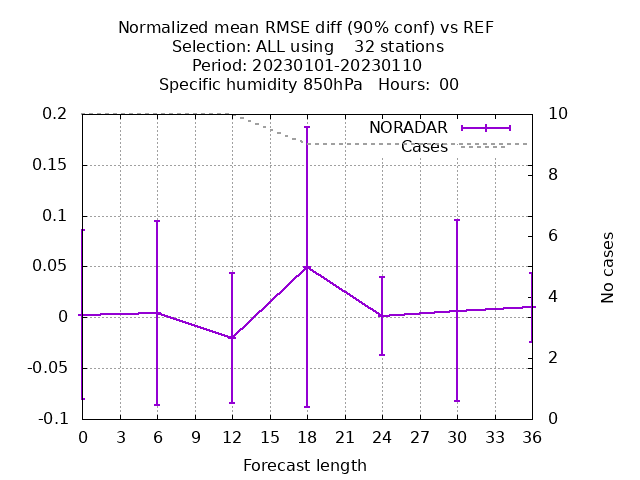 Normalized mean RMSE diff (90% conf) vs REF
Selection: ALL using    32 stations
Period: 20230101-20230110
Specific humidity 850hPa   Hours:  00
0.2
0.15
0.1
0.05
0
-0.05
-0.1
10
8
6
4
2
0
NORADAR
Cases
No cases
0 3 6 9 12 15 18 21 24 27 30 33 36
Forecast length